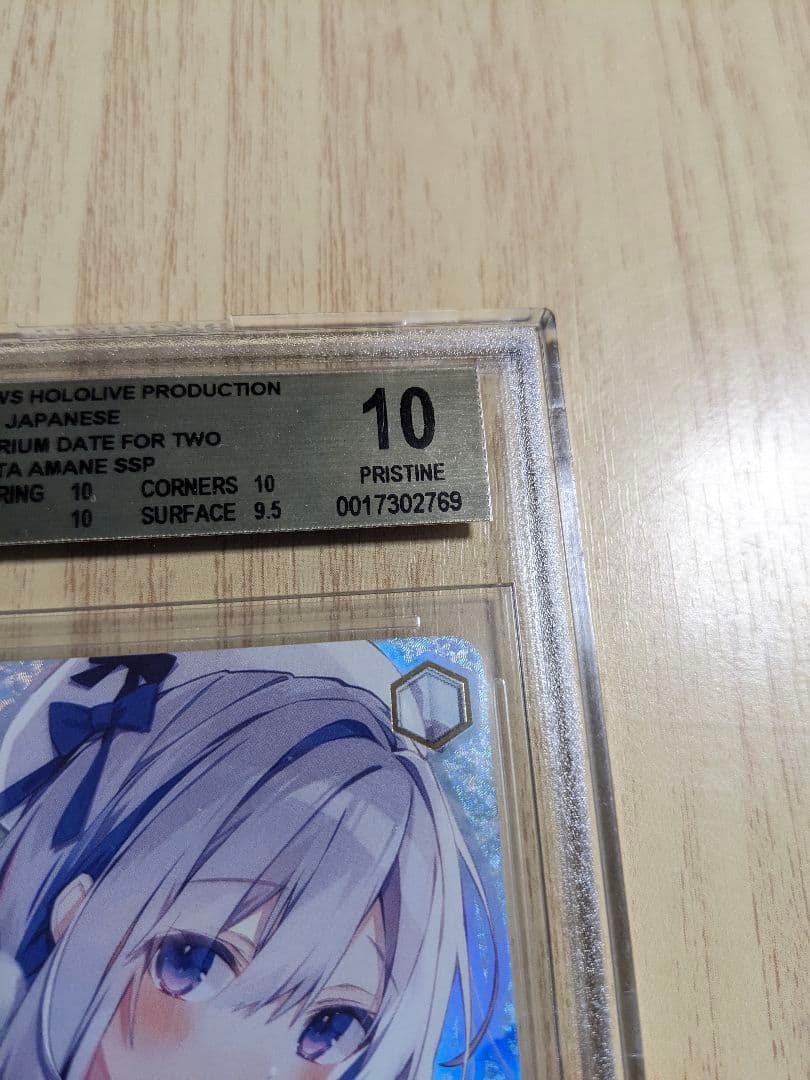 WS HOLOLIVE PRODUCTION
JAPANESE
RIUM DATE FOR TWO
TA AMANE SSP
RING 10 CORNERS 10
10 SURFACE 9.5
10
PRISTINE
0017302769